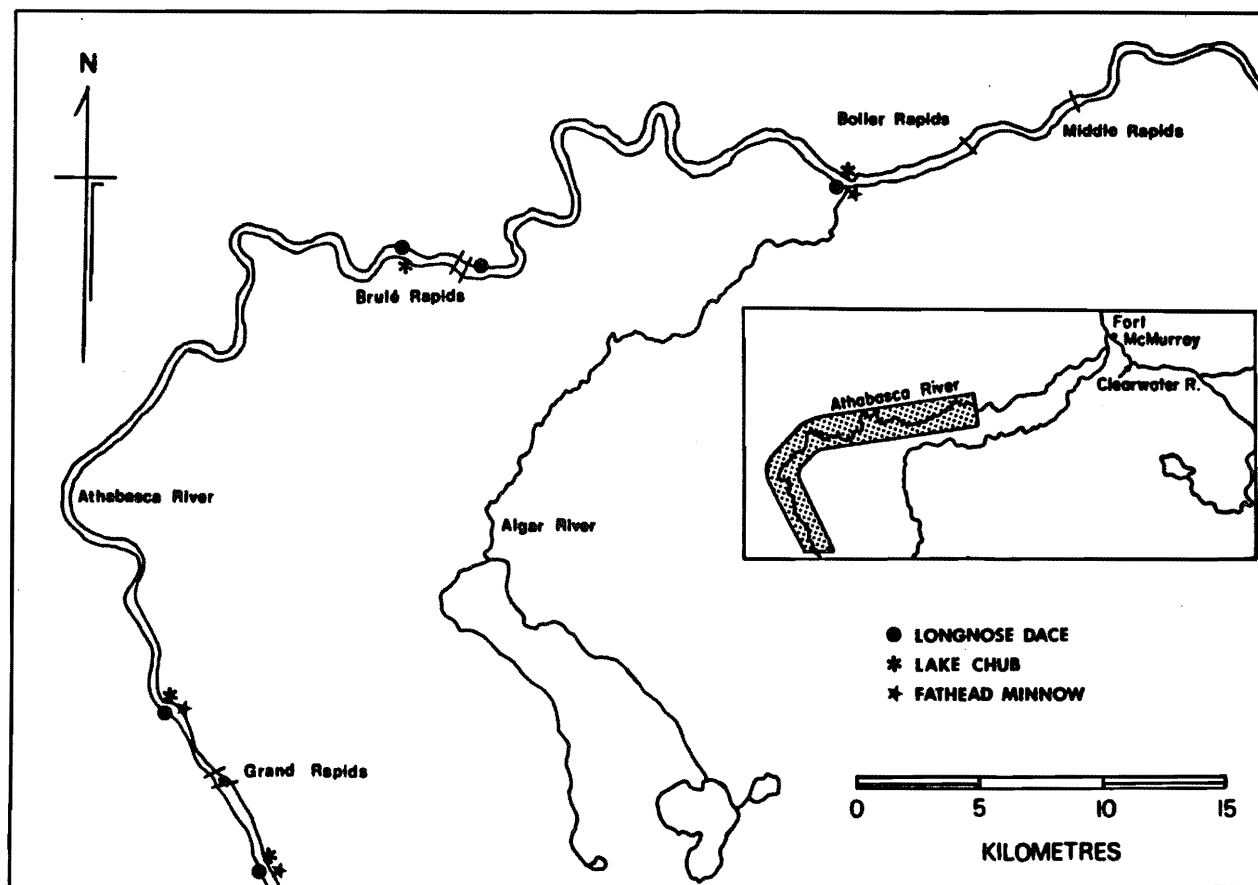 N
Boiler Rapids
Middle Rapids
Brulé Rapids
Fort
McMurray
Athabasca River
Clearwater R.
Athabasca River
Algar River
LONGNOSE DACE
LAKE CHUB
FATHEAD MINNOW
Grand Rapids
0 5 10 15
KILOMETRES